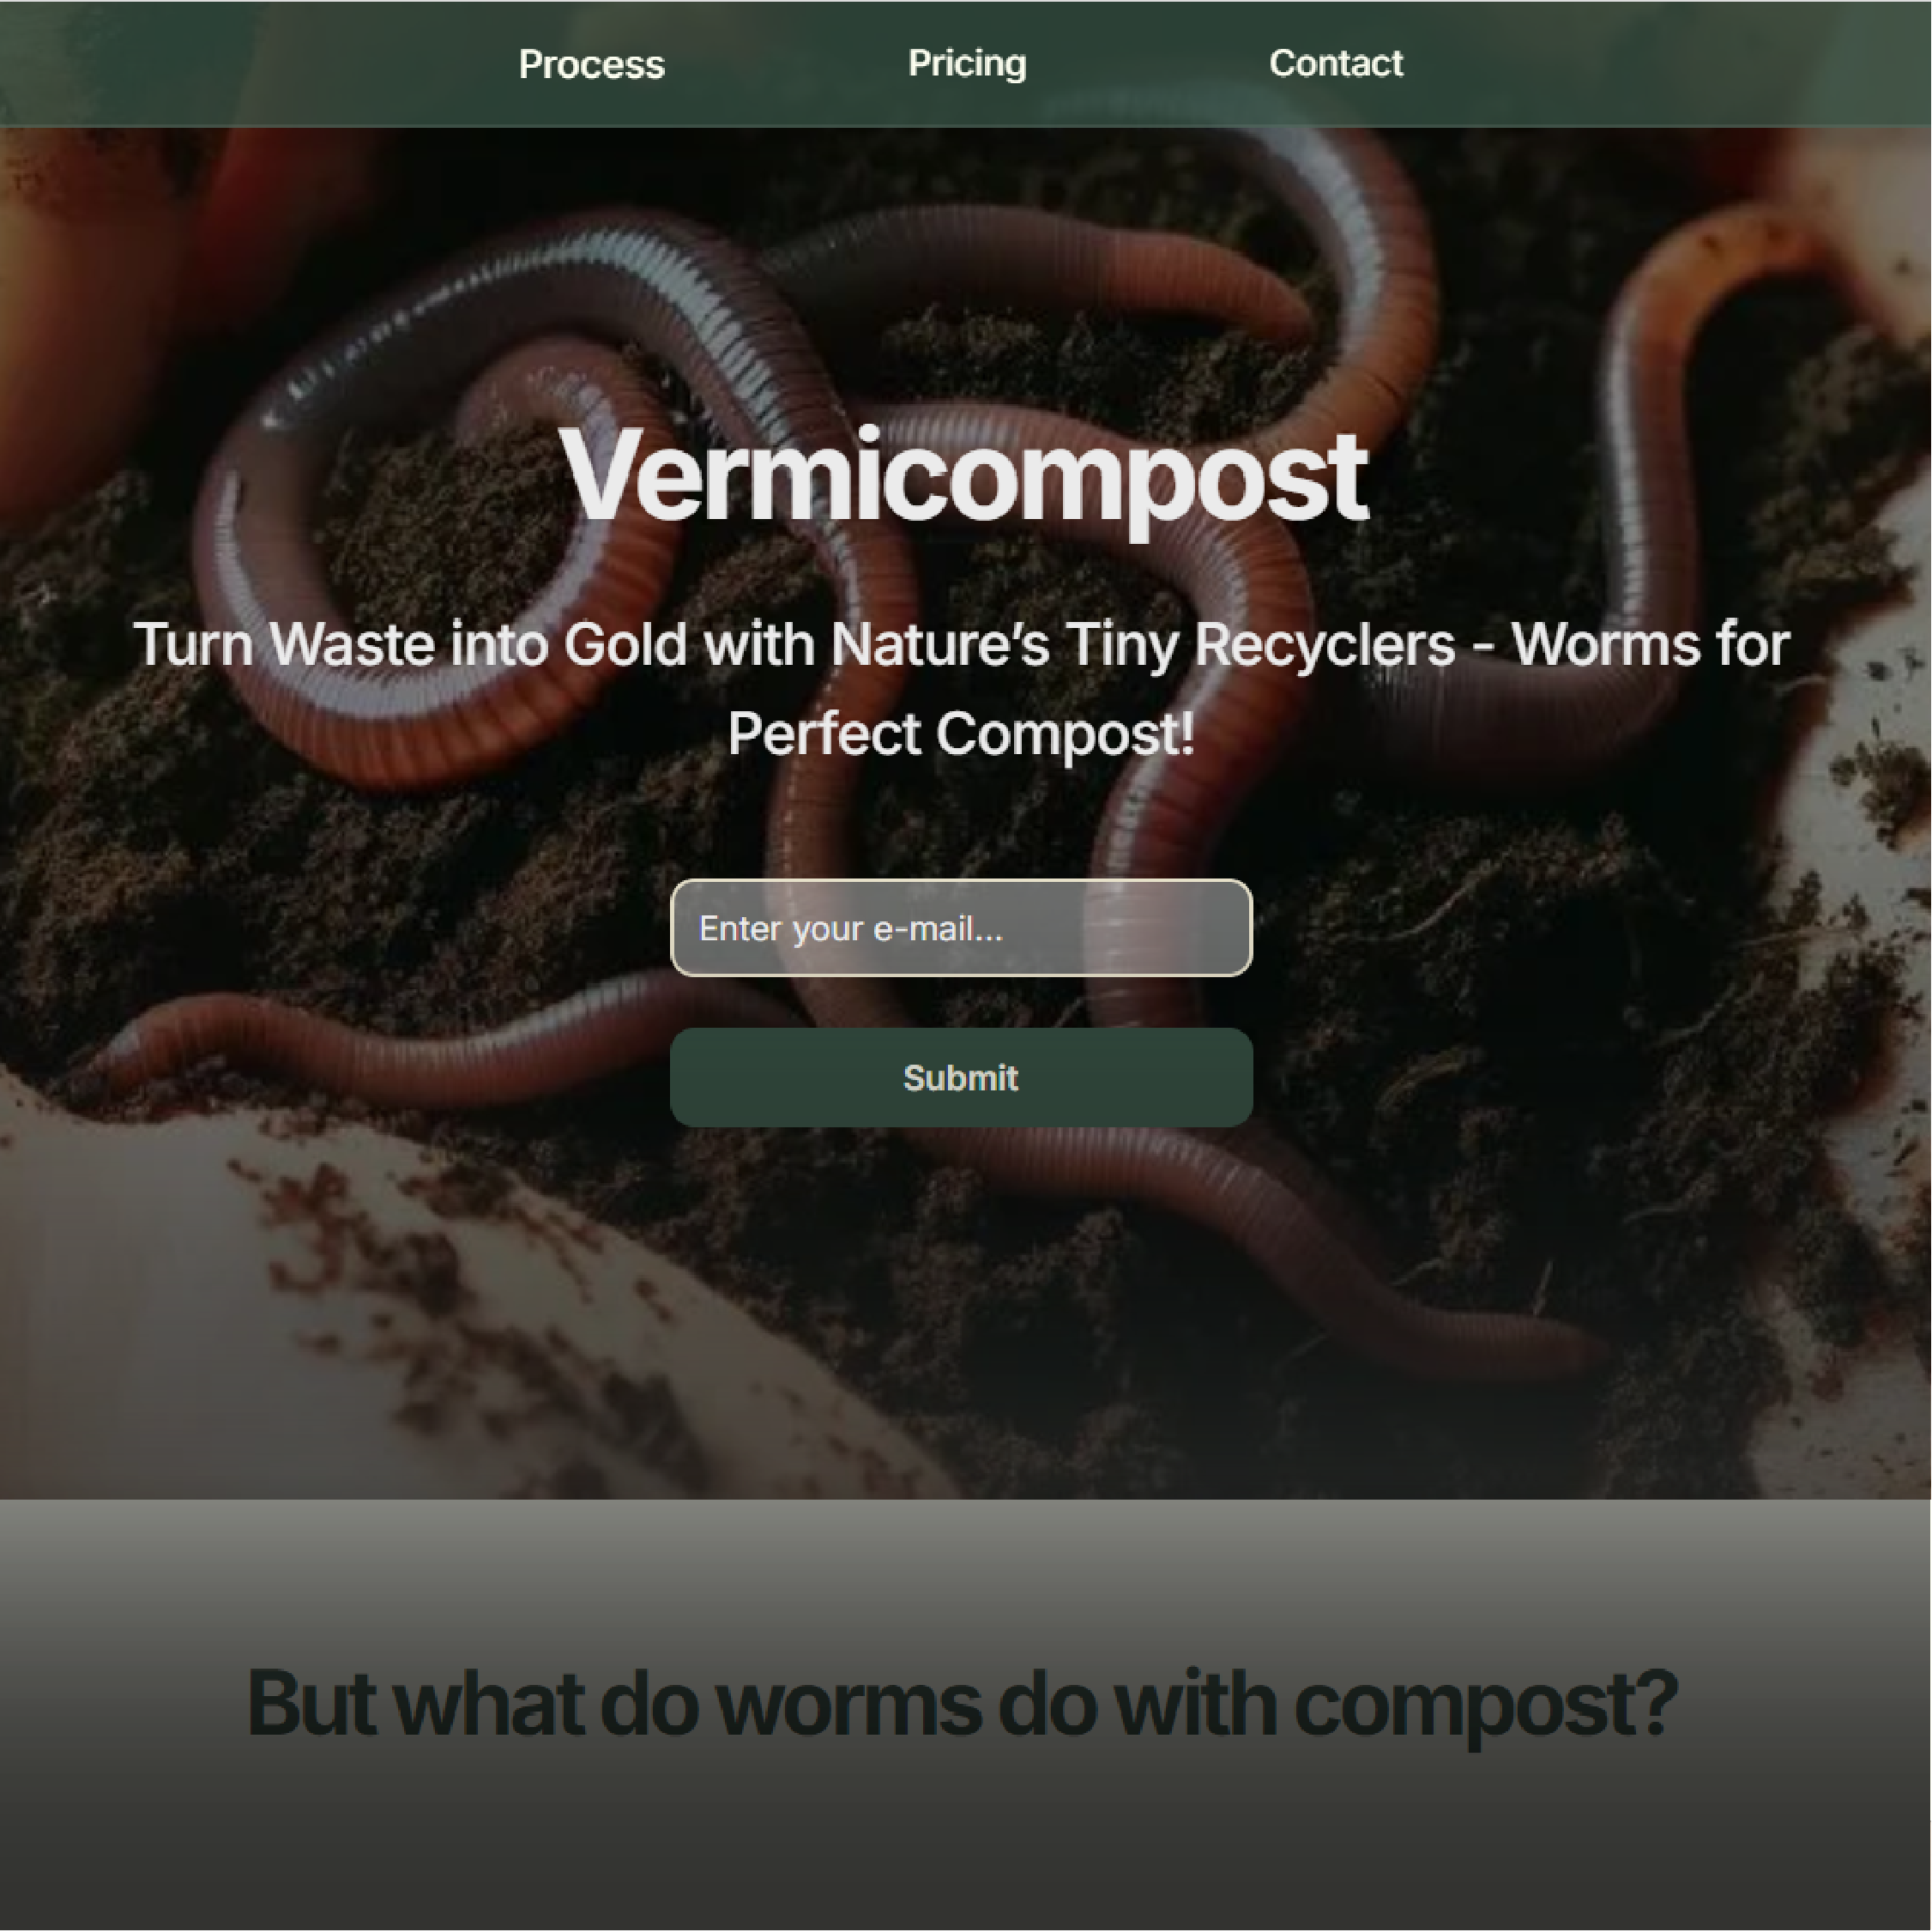 Process Pricing Contact
Vermicompost
Turn Waste into Gold with Nature’s Tiny Recyclers - Worms for
Perfect Compost!
Enter your e-mail...
Submit
But what do worms do with compost?